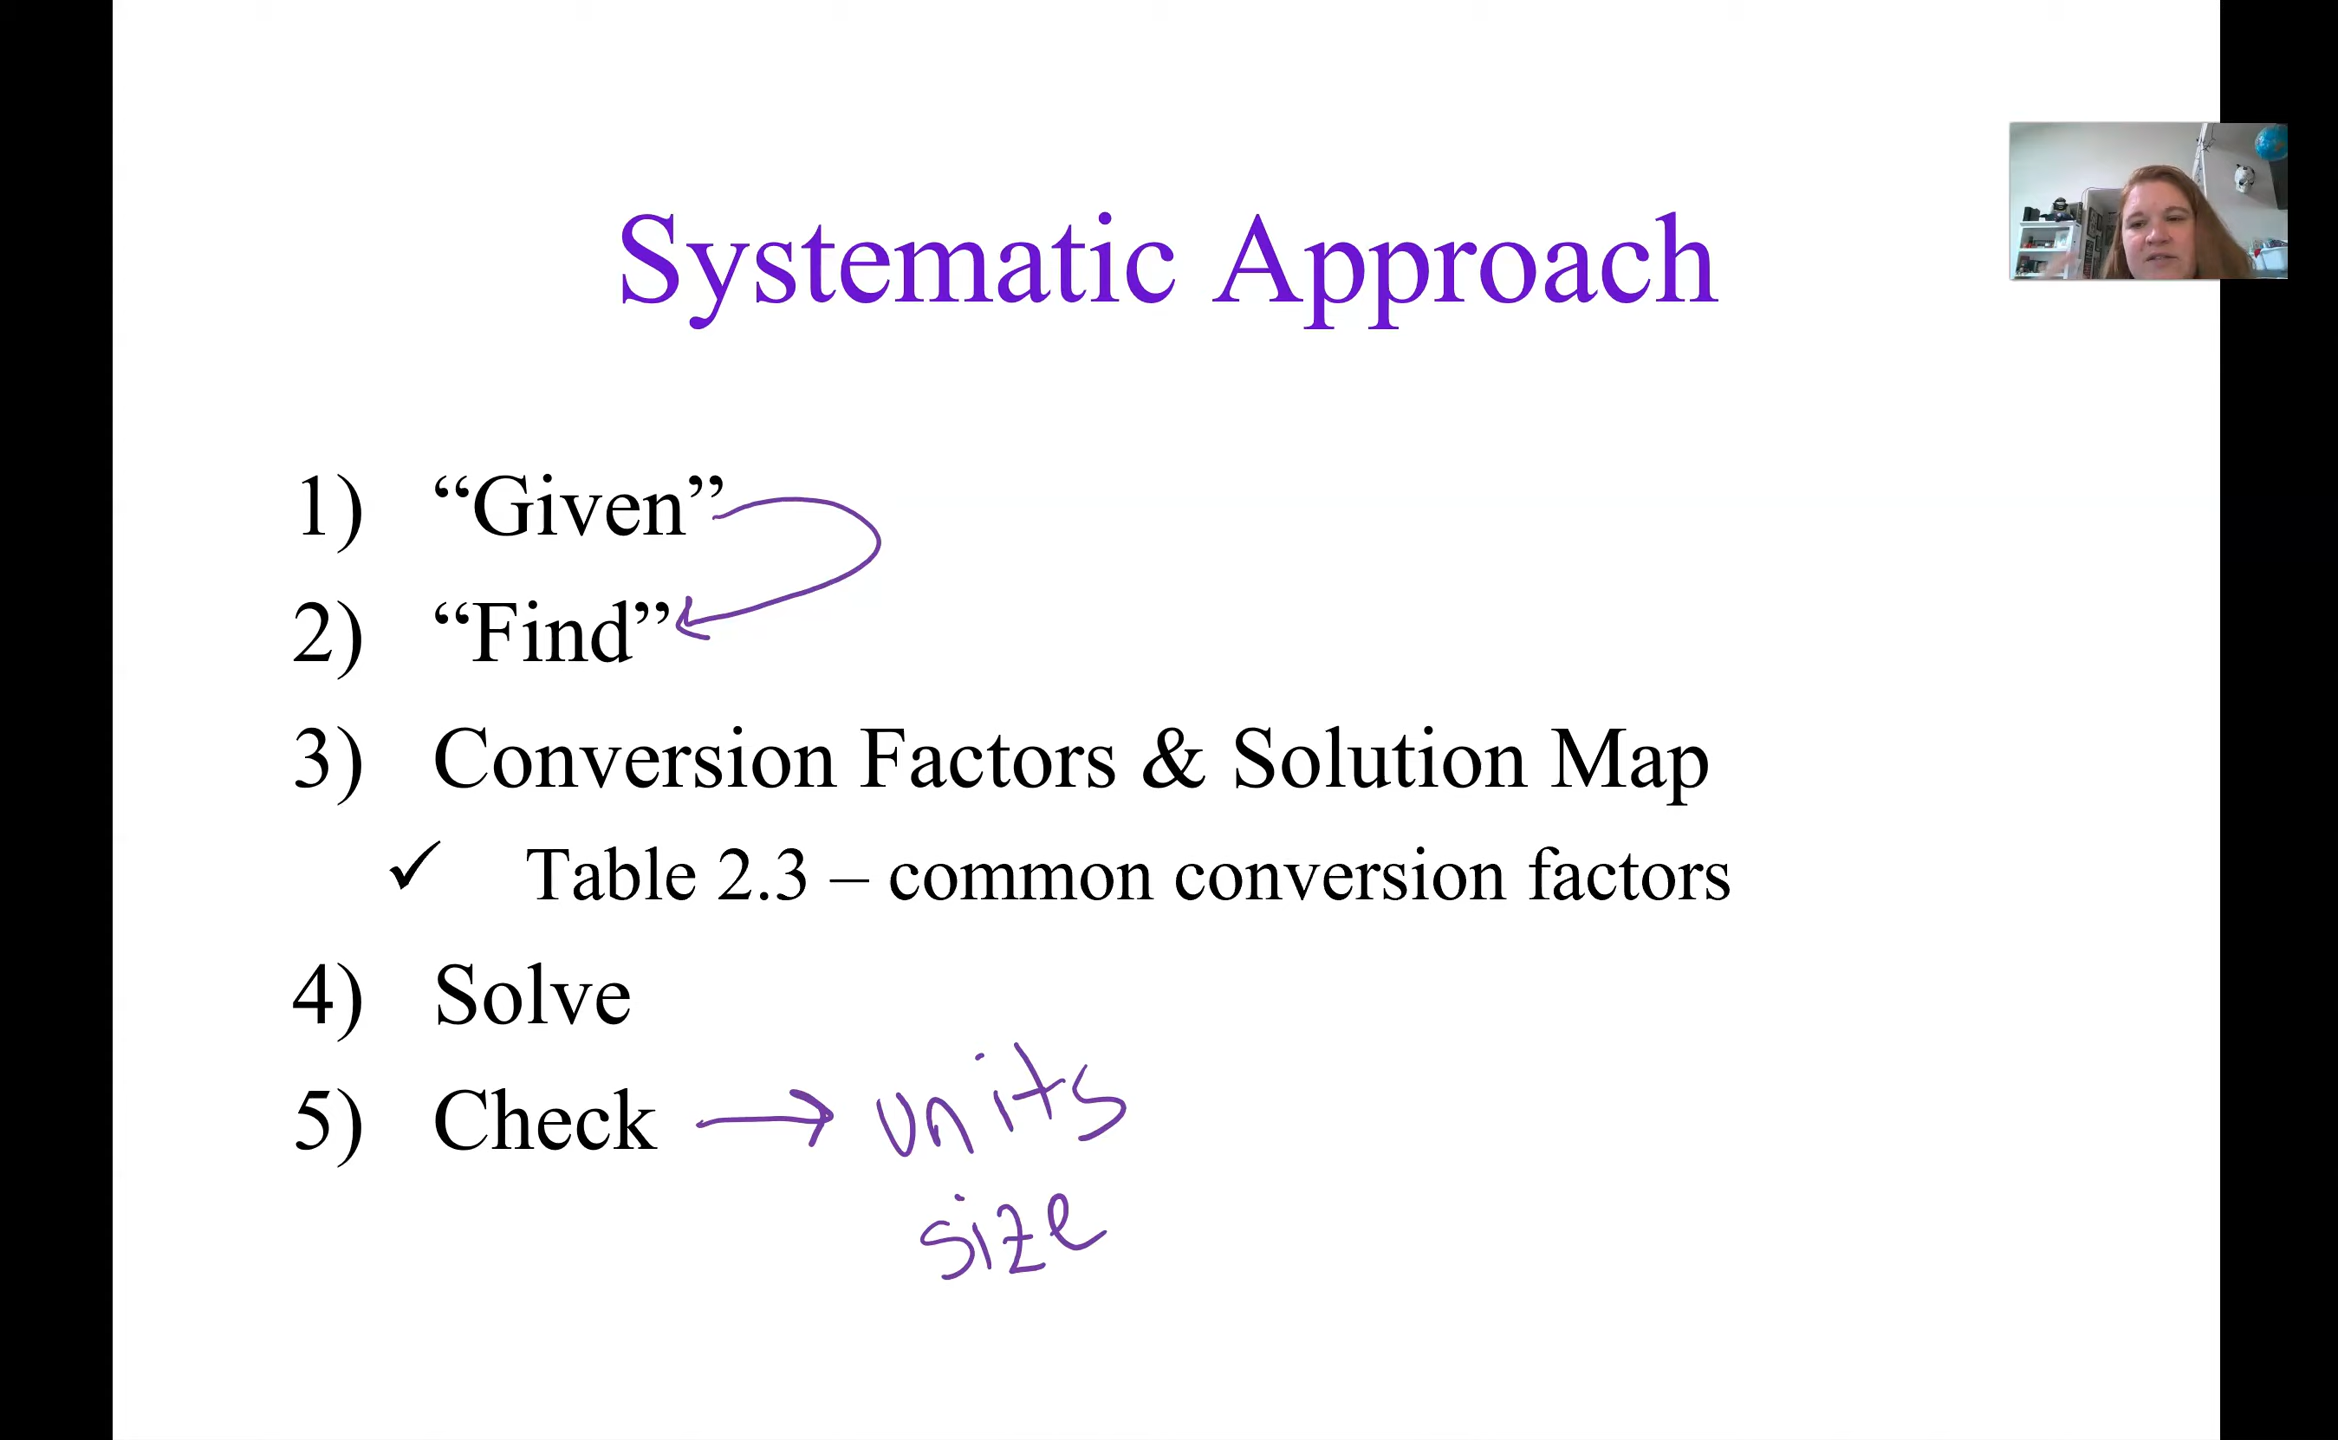 Systematic Approach
1) “Given”
2) “Find”
3) Conversion Factors & Solution Map
✓ Table 2.3 – common conversion factors
4) Solve
5) Check → units
size